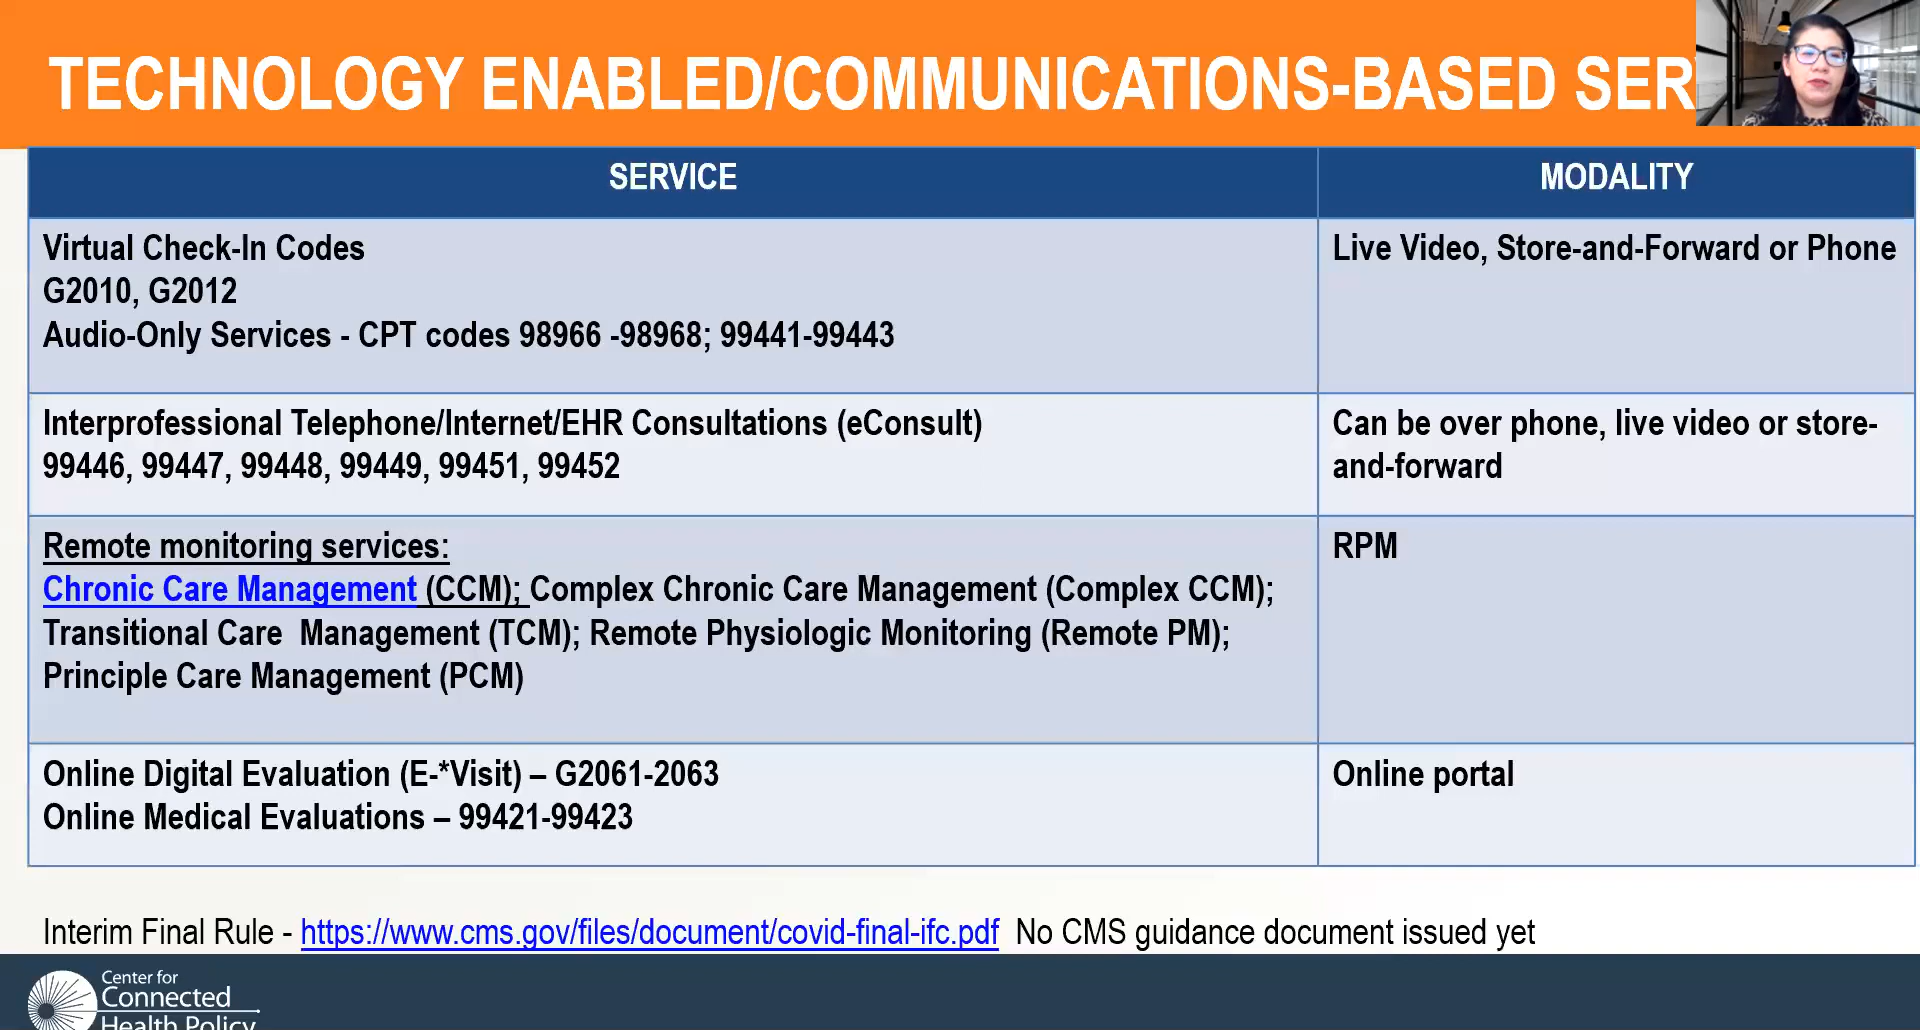 TECHNOLOGY ENABLED/COMMUNICATIONS-BASED SER
SERVICE
MODALITY
Virtual Check-In Codes
G2010, G2012
Audio-Only Services - CPT codes 98966 -98968; 99441-99443
Live Video, Store-and-Forward or Phone
Interprofessional Telephone/Internet/EHR Consultations (eConsult)
99446, 99447, 99448, 99449, 99451, 99452
Can be over phone, live video or store-
and-forward
Remote monitoring services:
Chronic Care Management (CCM); Complex Chronic Care Management (Complex CCM);
Transitional Care  Management (TCM); Remote Physiologic Monitoring (Remote PM);
Principle Care Management (PCM)
RPM
Online Digital Evaluation (E-*Visit) – G2061-2063
Online Medical Evaluations – 99421-99423
Online portal
Interim Final Rule - https://www.cms.gov/files/document/covid-final-ifc.pdf  No CMS guidance document issued yet
Center for
Connected
Health Policy